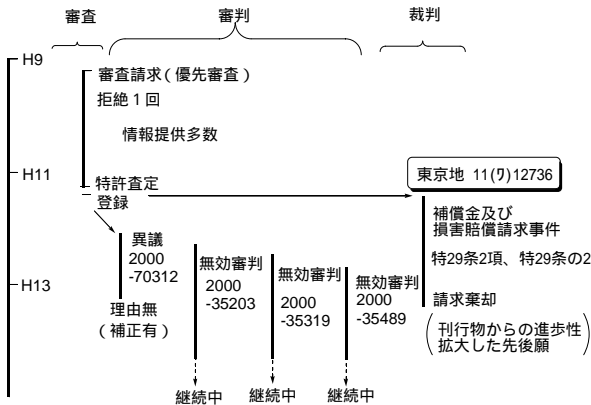 審査
審判
裁判
H9
審査請求(優先審査)
拒絶1回
情報提供多数
H11
特許査定
登録
東京地 11(ワ)12736
補償金及び
損害賠償請求事件
特29条2項、特29条の2
請求棄却
(刊行物からの進歩性
拡大した先後願)
異議
2000
-70312
理由無
(補正有)
無効審判
2000
-35203
無効審判
2000
-35319
無効審判
2000
-35489
H13
継続中
継続中
継続中